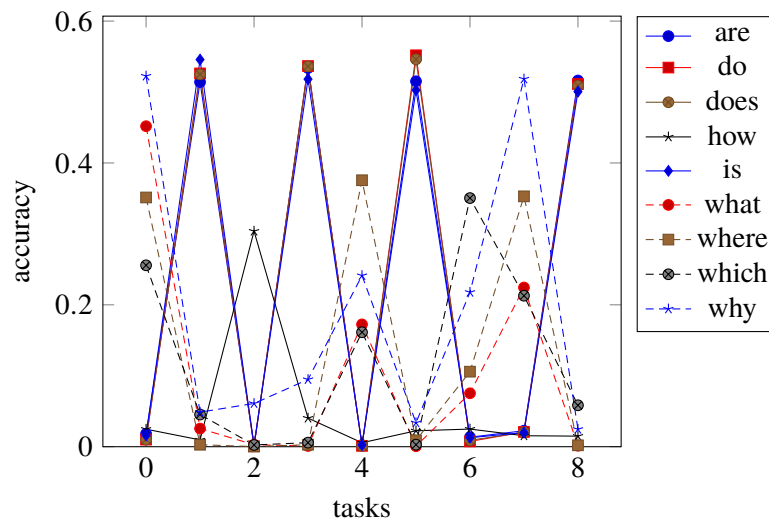 0.6
0.4
0.2
0
0
2
4
6
8
accuracy
tasks
are
do
does
how
is
what
where
which
why